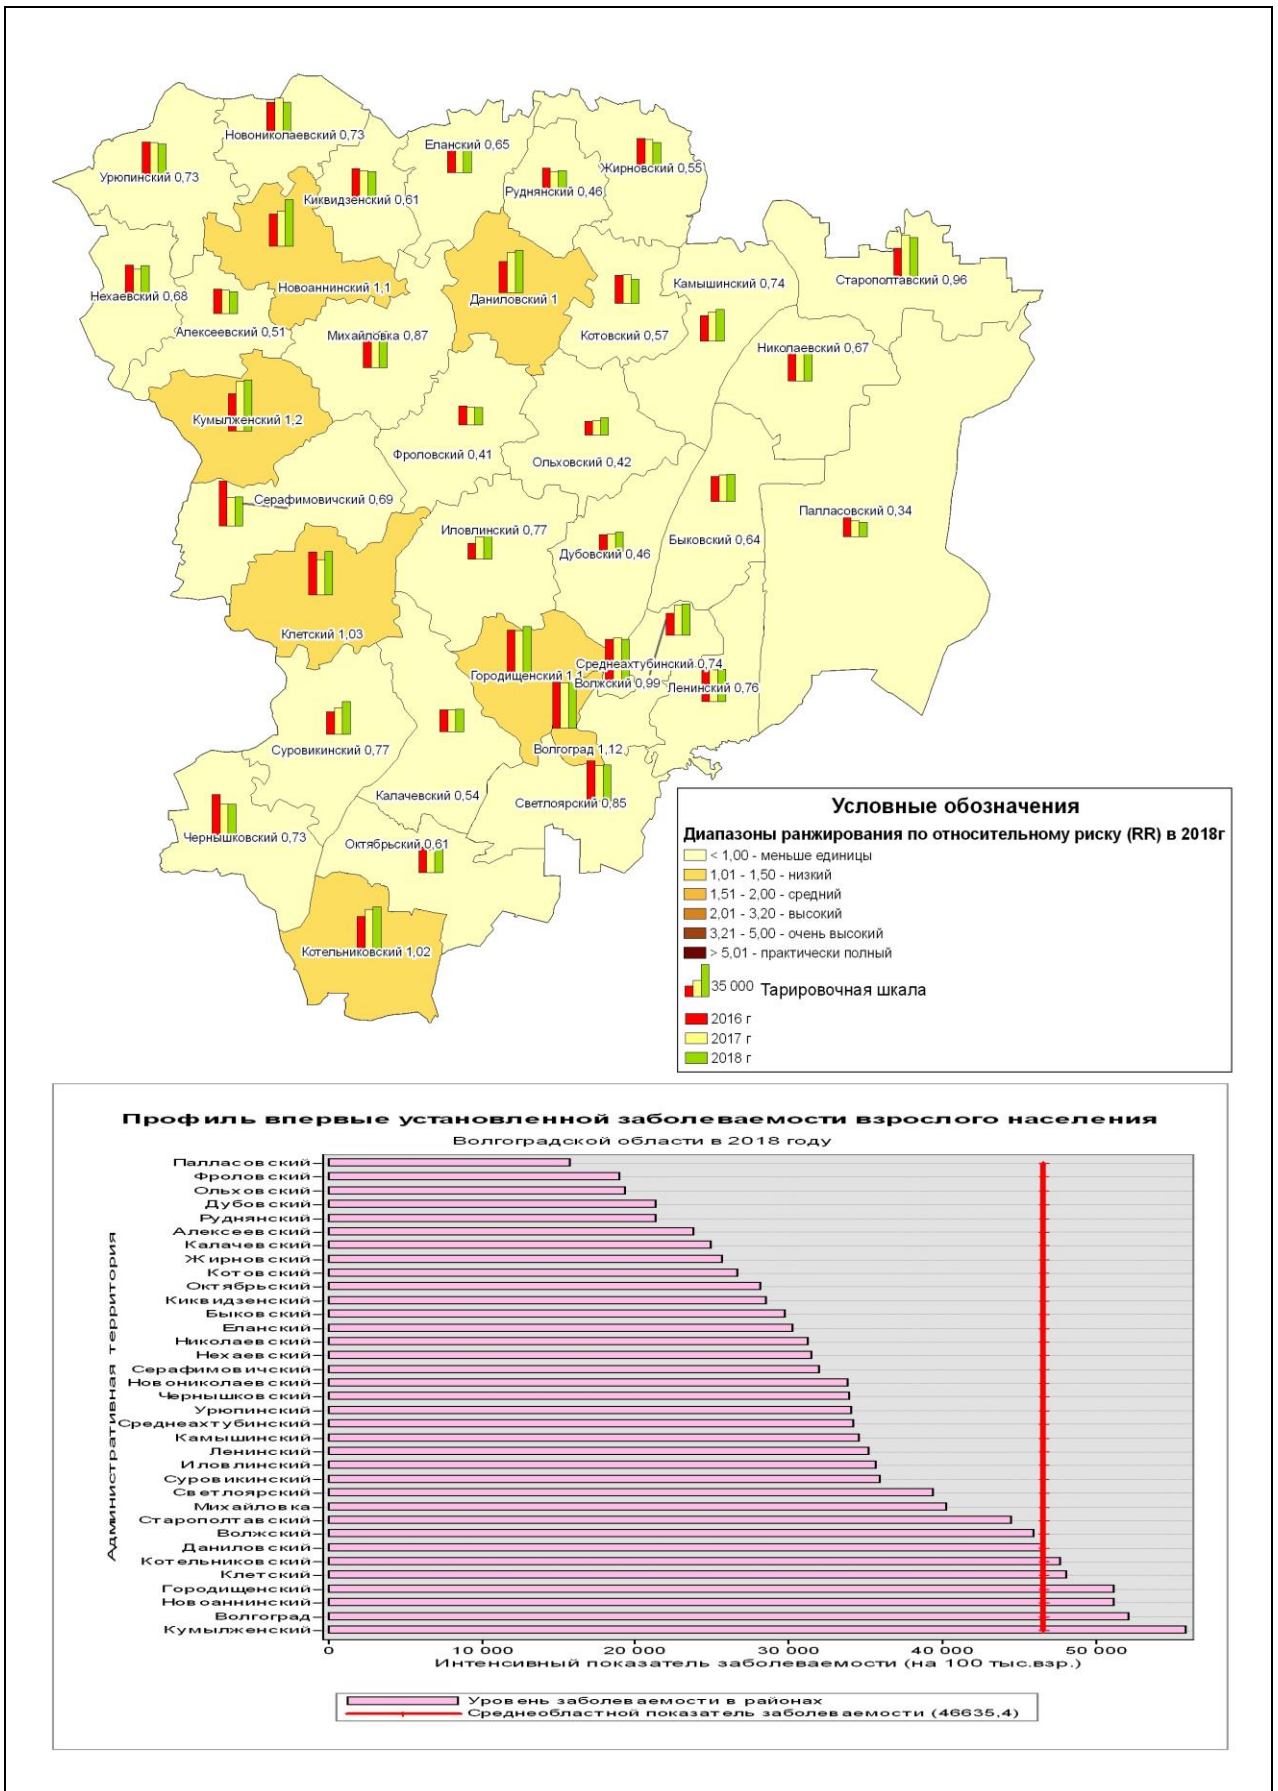 Новониколаевский 0,73
Еланский 0,65
Жирновский 0,55
Урюпинский 0,73
Киквидзенский 0,61
Руднянский 0,46
Старополтавский 0,96
Камышинский 0,74
Новоаннинский 1,1
Даниловский 1
Нехаевский 0,68
Алексеевский 0,51
Михайловка 0,87
Котовский 0,57
Николаевский 0,67
Кумылженский 1,2
Фроловский 0,41
Ольховский 0,42
Серафимовичский 0,69
Палласовский 0,34
Иловлинский 0,77
Быковский 0,64
Дубовский 0,46
Клетский 1,03
Среднеахтубинский 0,74
Городищенский 1,1
Волжский 0,99
Ленинский 0,76
Суровикинский 0,77
Волгоград 1,12
Калачевский 0,54
Светлоярский 0,85
Чернышковский 0,73
Октябрьский 0,61
Котельниковский 1,02
Условные обозначения
Диапазоны ранжирования по относительному риску (RR) в 2018г
< 1,00 - меньше единицы
1,01 - 1,50 - низкий
1,51 - 2,00 - средний
2,01 - 3,20 - высокий
3,21 - 5,00 - очень высокий
> 5,01 - практически полный
35 000 Тарировочная шкала
2016 г
2017 г
2018 г
Профиль впервые установленной заболеваемости взрослого населения
Волгоградской области в 2018 году
Административная территория
Палласовский
Фроловский
Ольховский
Дубовский
Руднянский
Алексеевский
Калачевский
Жирновский
Котовский
Октябрьский
Киквидзенский
Быковский
Еланский
Николаевский
Нехаевский
Серафимовичский
Новониколаевский
Чернышковский
Урюпинский
Среднеахтубинский
Камышинский
Ленинский
Иловлинский
Суровикинский
Светлоярский
Михайловка
Старополтавский
Волжский
Даниловский
Котельниковский
Клетский
Городищенский
Новоаннинский
Волгоград
Кумылженский
0 10 000 20 000 30 000 40 000 50 000
Интенсивный показатель заболеваемости (на 100 тыс.взр.)
Уровень заболеваемости в районах
Среднеобластной показатель заболеваемости (46635,4)